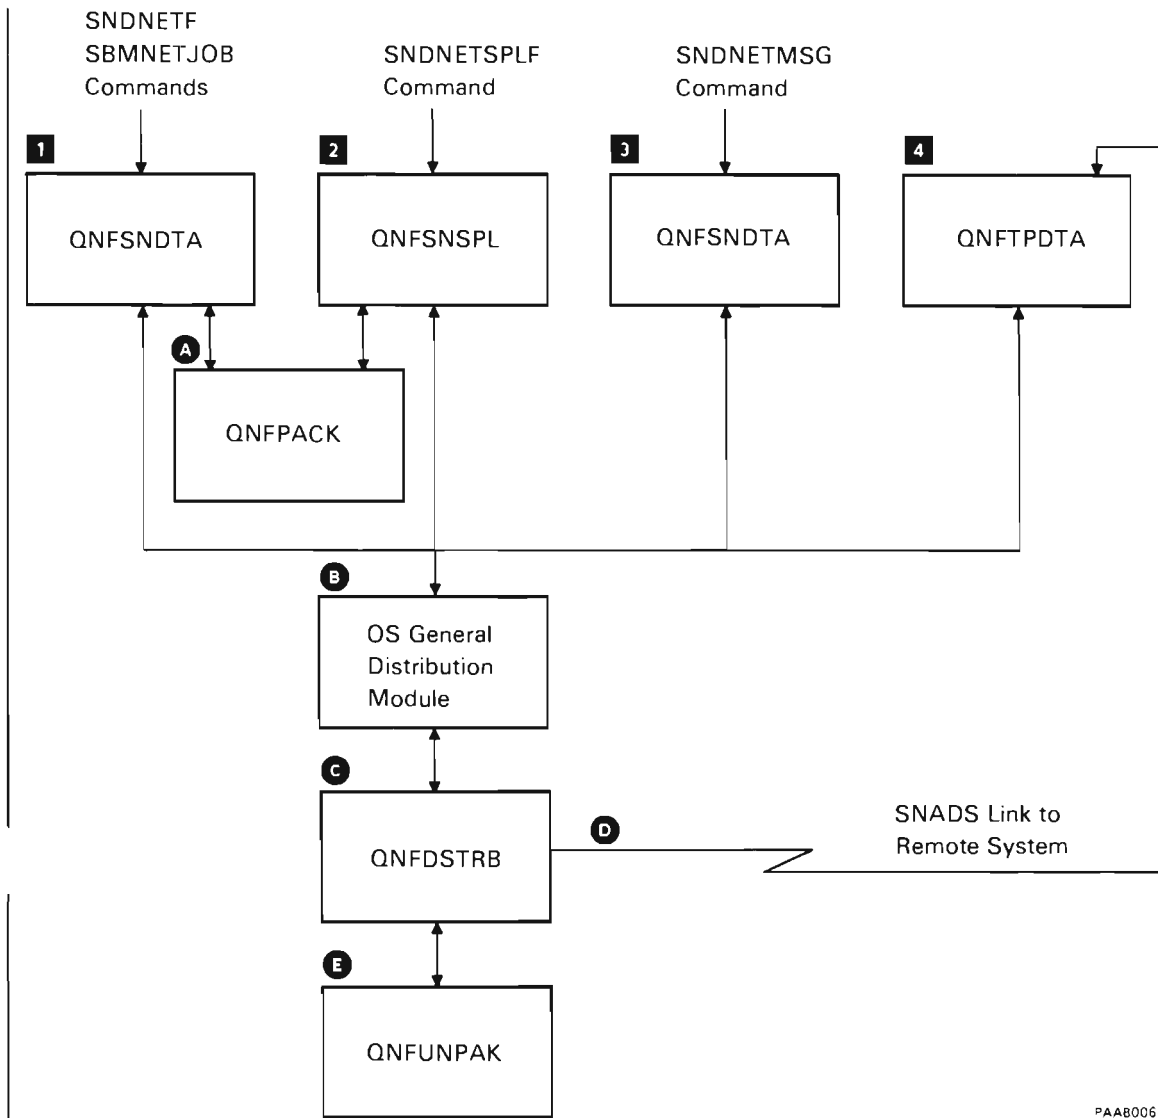 SNDNETF
SBMNETJOB
Commands
SNDNETSPLF
Command
SNDNETMSG
Command
1
2
3
4
QNFSNDTA
QNFSNSPL
QNFSNDTA
QNFTPDTA
A
QNFPACK
B
OS General
Distribution
Module
C
QNFDSTRB
D
SNADS Link to
Remote System
E
QNFUNPAK
PAAB006